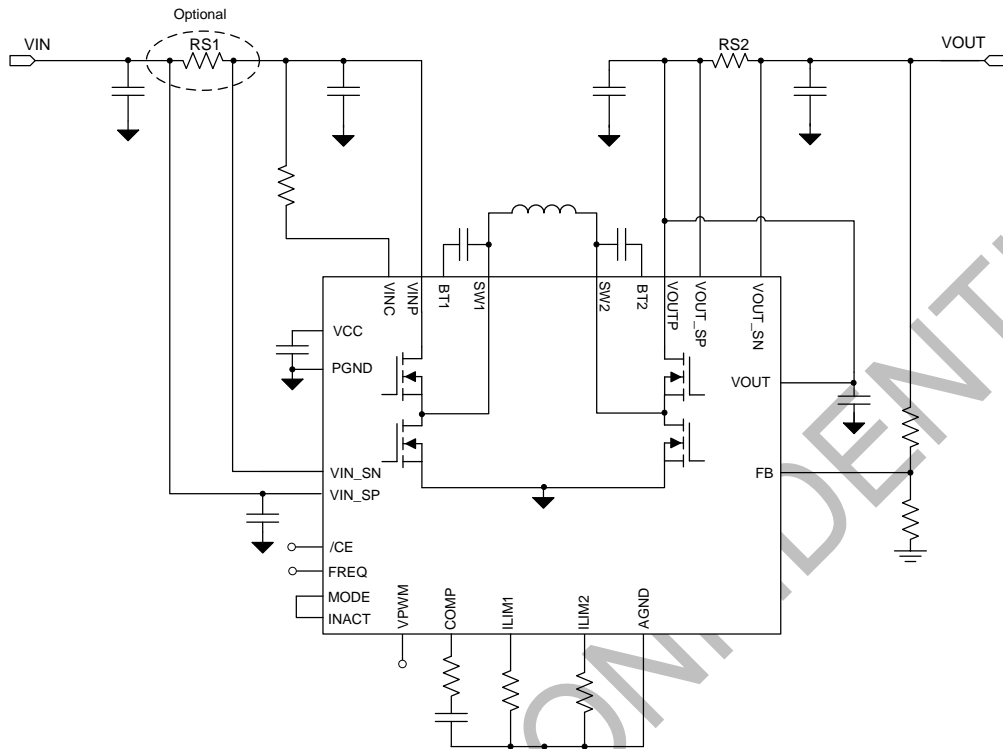 Optional
VIN
RS1
RS2
VOUT
VINC
VINP
BT1
SW1
SW2
BT2
VOUTP
VOUT_SP
VOUT_SN
VCC
PGND
VOUT
VIN_SN
VIN_SP
FB
/CE
FREQ
MODE
INACT
VPWM
COMP
ILIM1
ILIM2
AGND
ONFIDENTI